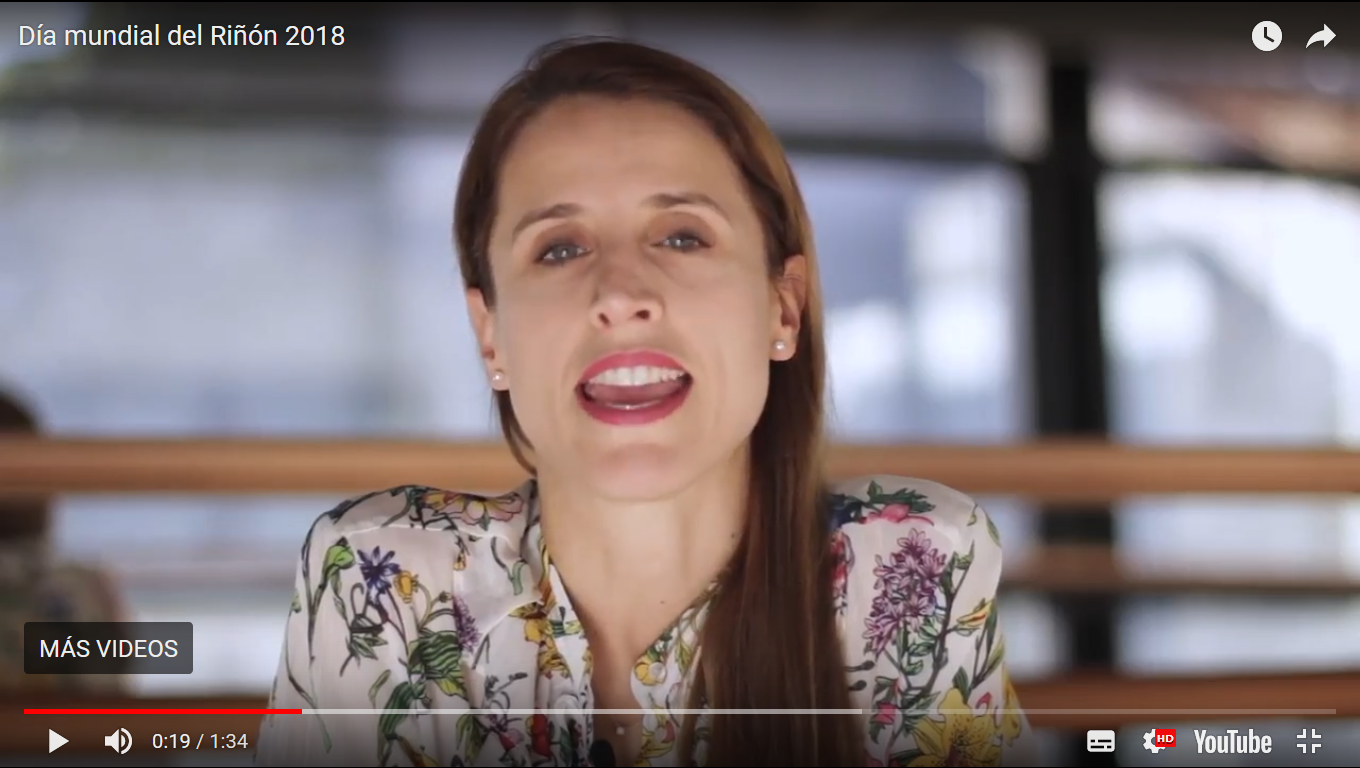 Día mundial del Riñón 2018
MÁS VIDEOS
0:19 / 1:34
HD
YouTube